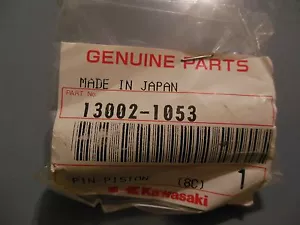 GENUINE PARTS
MADE IN JAPAN
PART No.
13002-1053
PIN-PISTON (8C) 1
Kawasaki